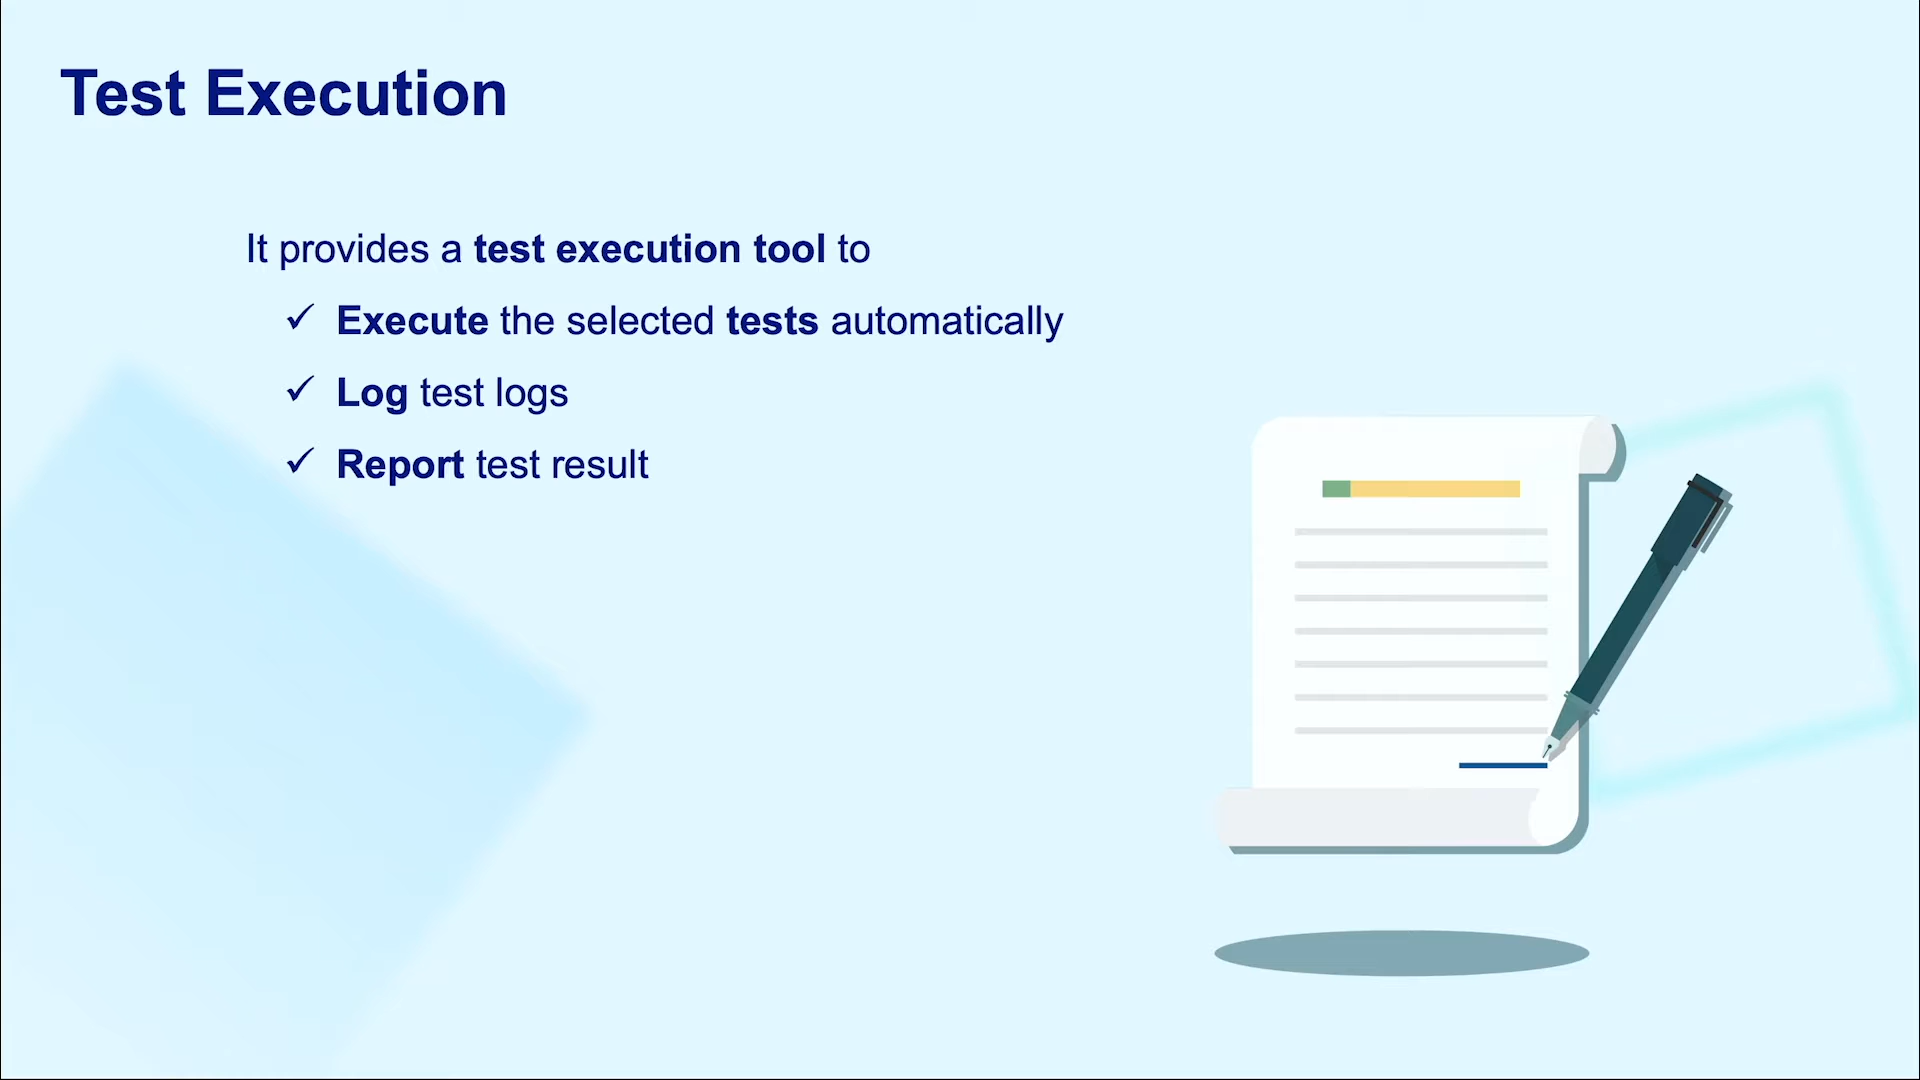 Test Execution
It provides a test execution tool to
✓ Execute the selected tests automatically
✓ Log test logs
✓ Report test result